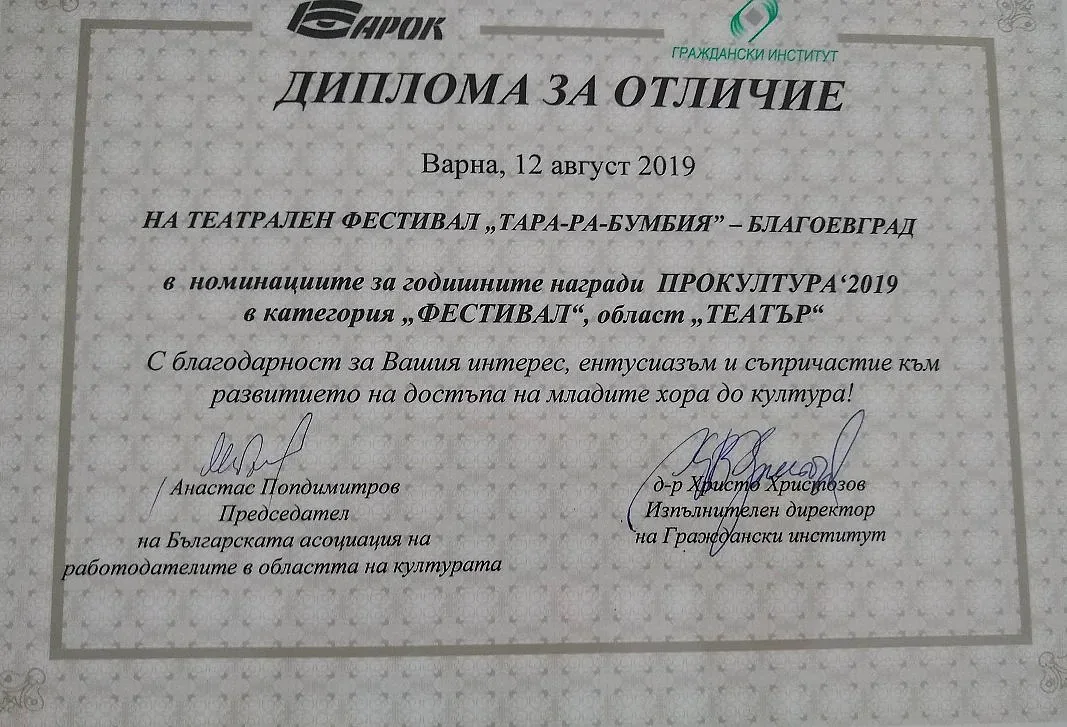 БАРОК
ГРАЖДАНСКИ ИНСТИТУТ
ДИПЛОМА ЗА ОТЛИЧИЕ
Варна, 12 август 2019
НА ТЕАТРАЛЕН ФЕСТИВАЛ „ТАРА-РА-БУМБИЯ” – БЛАГОЕВГРАД
в номинациите за годишните награди ПРОКУЛТУРА‘2019
в категория „ФЕСТИВАЛ“, област „ТЕАТЪР“
С благодарност за Вашия интерес, ентусиазъм и съпричастие към
развитието на достъпа на младите хора до култура!
Анастас Попдимитров
Председател
на Българската асоциация на
работодателите в областта на културата
д-р Христо Христозов
Изпълнителен директор
на Граждански институт